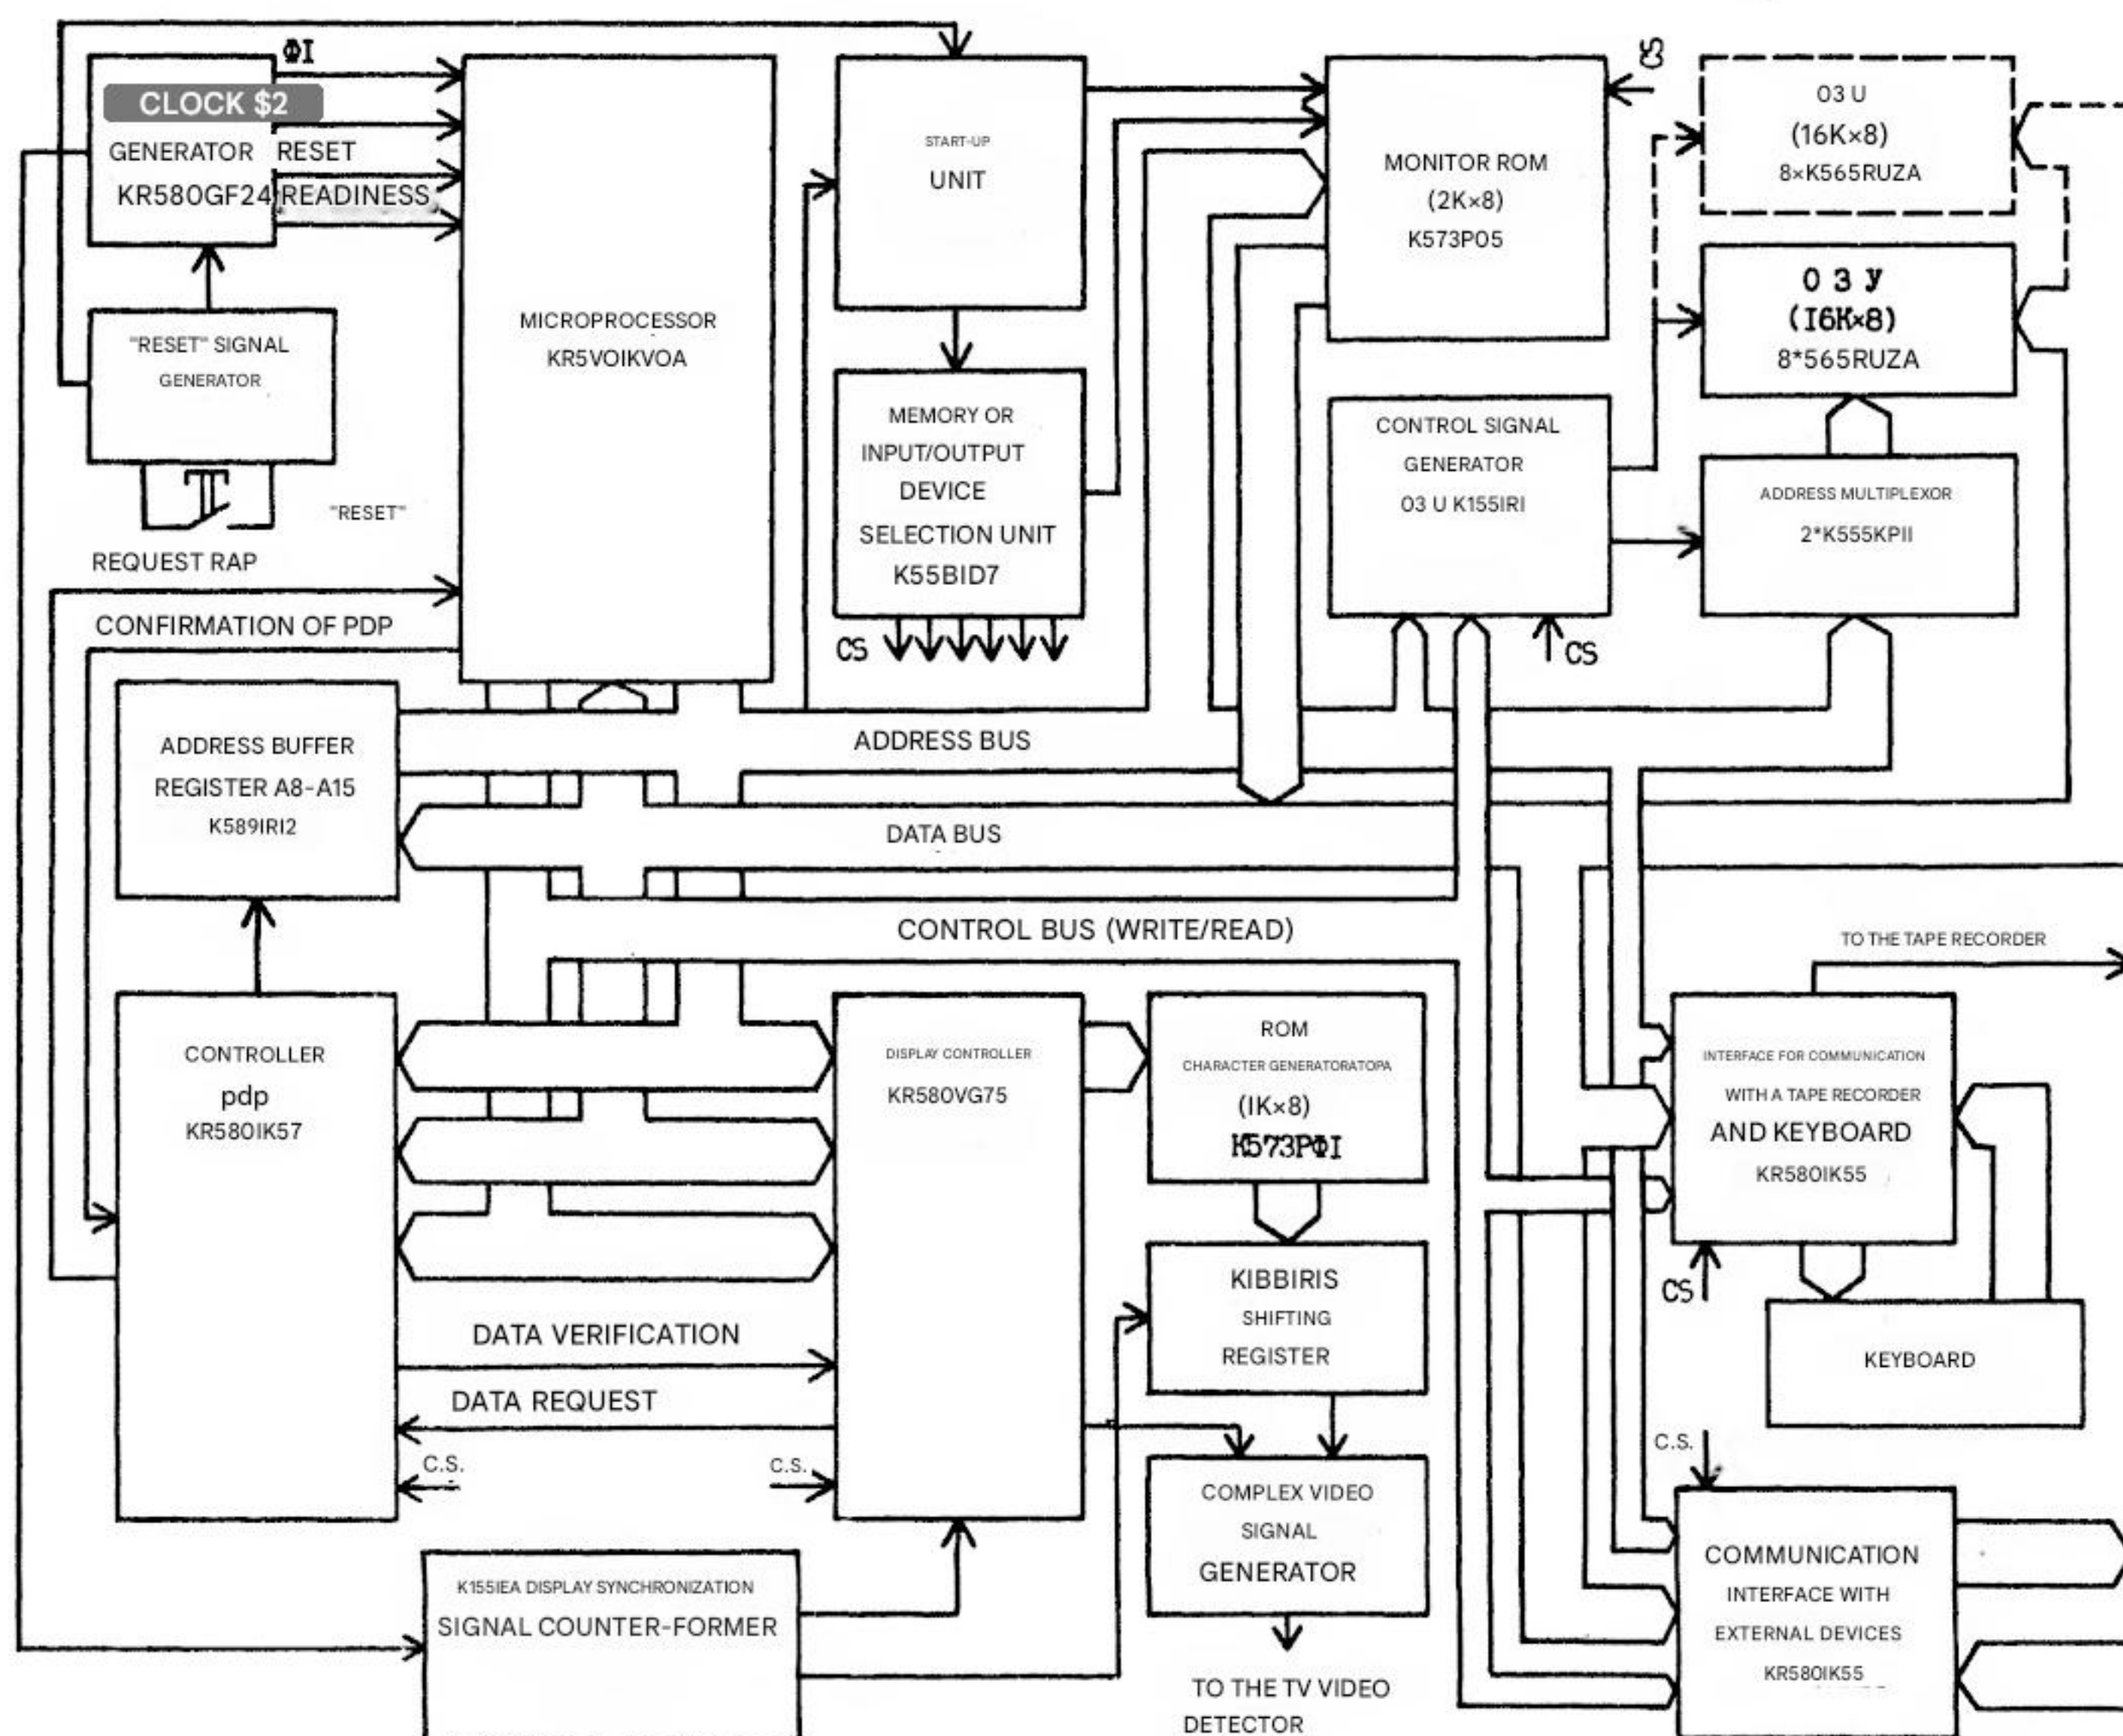 ΦI
CLOCK $2
GENERATOR
RESET
KR580GF24
READINESS
"RESET" SIGNAL
GENERATOR
"RESET"
REQUEST RAP
CONFIRMATION OF PDP
MICROPROCESSOR
KR5VOIKVOA
START-UP
UNIT
MEMORY OR
INPUT/OUTPUT
DEVICE
SELECTION UNIT
K55BID7
CS
MONITOR ROM
(2K×8)
K573P05
CS
03 U
(16K×8)
8×K565RUZA
О З У
(I6K×8)
8*565RUZA
CONTROL SIGNAL
GENERATOR
03 U K155IRI
CS
ADDRESS MULTIPLEXOR
2*K555KPII
ADDRESS BUFFER
REGISTER A8-A15
K589IRI2
ADDRESS BUS
DATA BUS
CONTROL BUS (WRITE/READ)
TO THE TAPE RECORDER
CONTROLLER
pdp
KR580IK57
DISPLAY CONTROLLER
KR580VG75
ROM
CHARACTER GENERATORATOPA
(IK×8)
К573РФI
INTERFACE FOR COMMUNICATION
WITH A TAPE RECORDER
AND KEYBOARD
KR580IK55
CS
KIBBIRIS
SHIFTING
REGISTER
KEYBOARD
DATA VERIFICATION
DATA REQUEST
C.S.
C.S.
C.S.
COMPLEX VIDEO
SIGNAL
GENERATOR
COMMUNICATION
INTERFACE WITH
EXTERNAL DEVICES
KR580IK55
K155IEA DISPLAY SYNCHRONIZATION
SIGNAL COUNTER-FORMER
TO THE TV VIDEO
DETECTOR